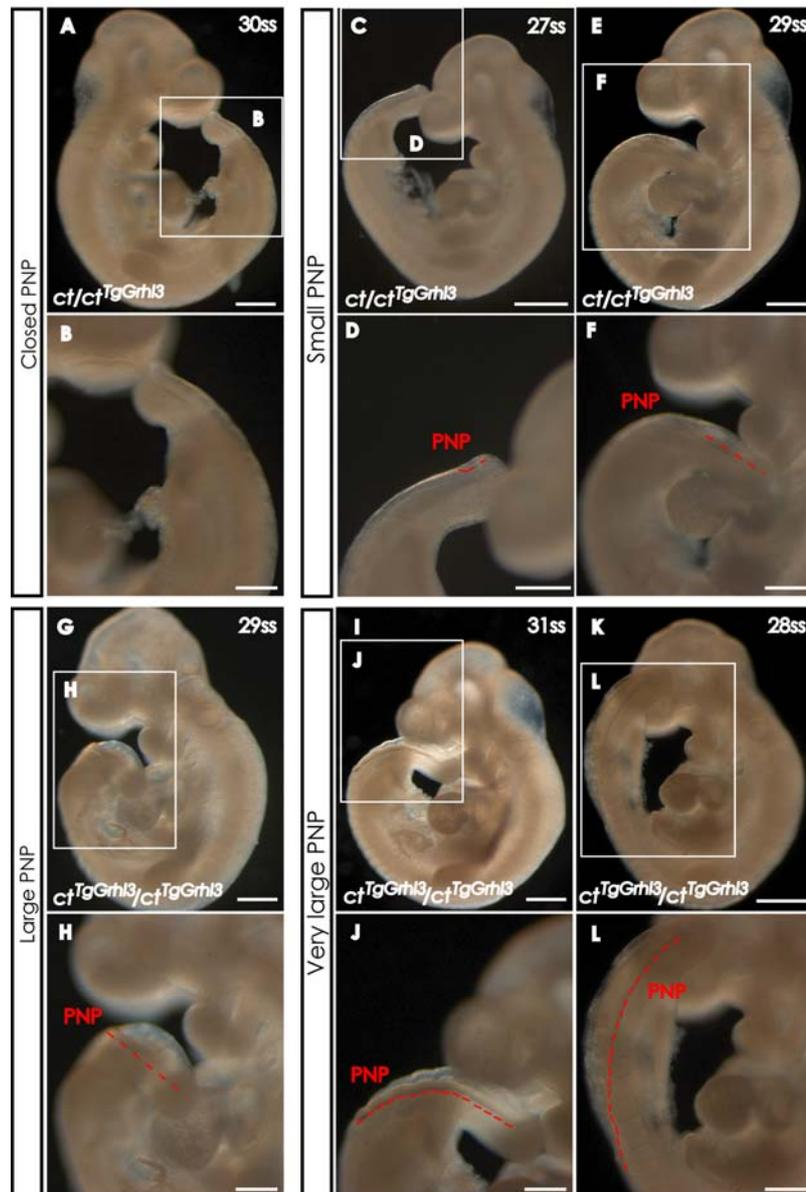 Closed PNP
A
30ss
B
ct/ct^TgGrhl3
B
Small PNP
C
27ss
D
ct/ct^TgGrhl3
E
29ss
F
ct/ct^TgGrhl3
D
PNP
F
PNP
Large PNP
G
29ss
H
ct^TgGrhl3/ct^TgGrhl3
H
PNP
Very large PNP
I
31ss
J
ct^TgGrhl3/ct^TgGrhl3
K
28ss
L
ct^TgGrhl3/ct^TgGrhl3
J
PNP
L
PNP